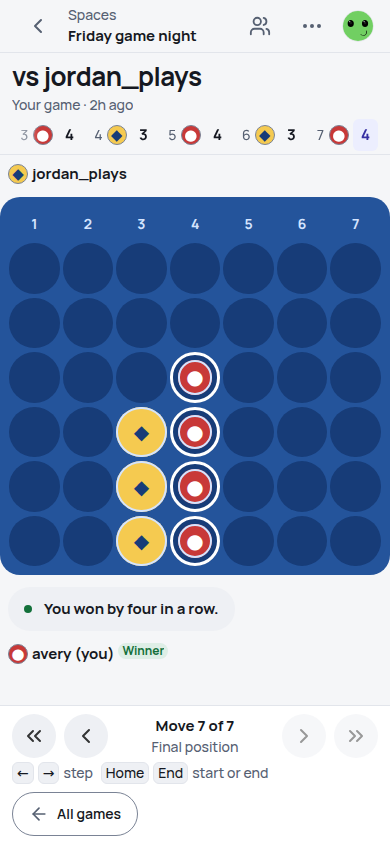 Spaces
Friday game night
vs jordan_plays
Your game · 2h ago
3 4 4 3 5 4 6 3 7 4
jordan_plays
1 2 3 4 5 6 7
You won by four in a row.
avery (you) Winner
Move 7 of 7
Final position
← → step Home End start or end
All games